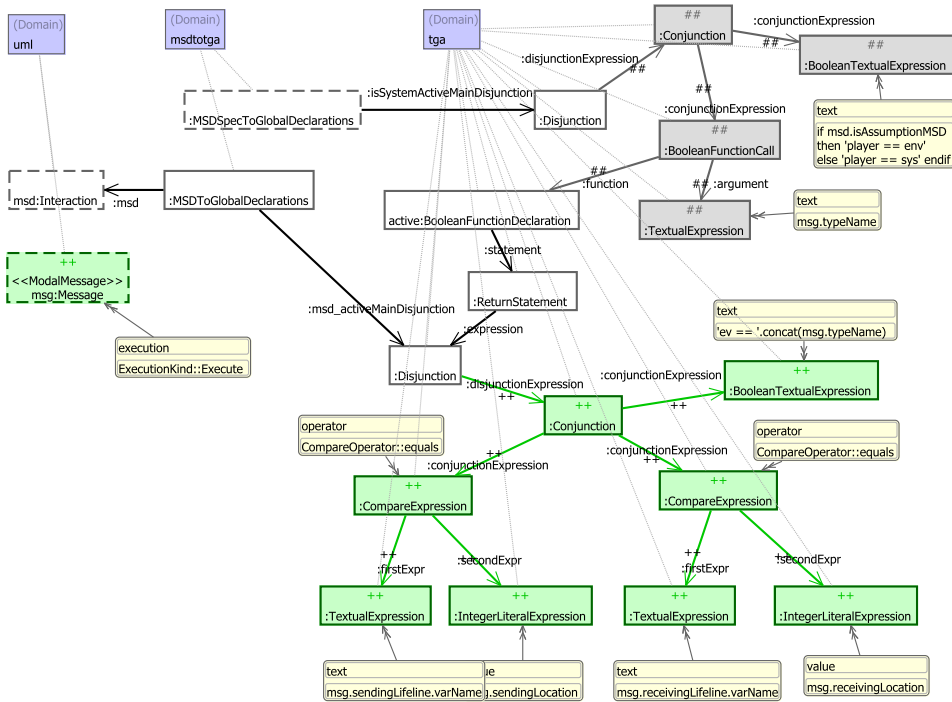 (Domain)
uml
(Domain)
msdtotga
(Domain)
tga
##
:Conjunction
:conjunctionExpression
##
##
:BooleanTextualExpression
:disjunctionExpression
##
:isSystemActiveMainDisjunction
:MSDSpecToGlobalDeclarations
:Disjunction
##
:conjunctionExpression
text
if msd.isAssumptionMSD
then 'player == env'
else 'player == sys' endif
##
:BooleanFunctionCall
##
:function
## :argument
msd:Interaction
:msd
:MSDToGlobalDeclarations
active:BooleanFunctionDeclaration
##
:TextualExpression
text
msg.typeName
:statement
++
<<ModalMessage>>
msg:Message
:ReturnStatement
:msd_activeMainDisjunction
:expression
text
'ev == '.concat(msg.typeName)
execution
ExecutionKind::Execute
:Disjunction
:disjunctionExpression
++
:conjunctionExpression
++
++
:BooleanTextualExpression
++
:Conjunction
operator
CompareOperator::equals
operator
CompareOperator::equals
++
:conjunctionExpression
:conjunctionExpression
++
++
:CompareExpression
++
:CompareExpression
++
:firstExpr
++
:secondExpr
++
:firstExpr
++
:secondExpr
++
:TextualExpression
++
:IntegerLiteralExpression
++
:TextualExpression
++
:IntegerLiteralExpression
text
msg.sendingLifeline.varName
ue
g.sendingLocation
text
msg.receivingLifeline.varName
value
msg.receivingLocation